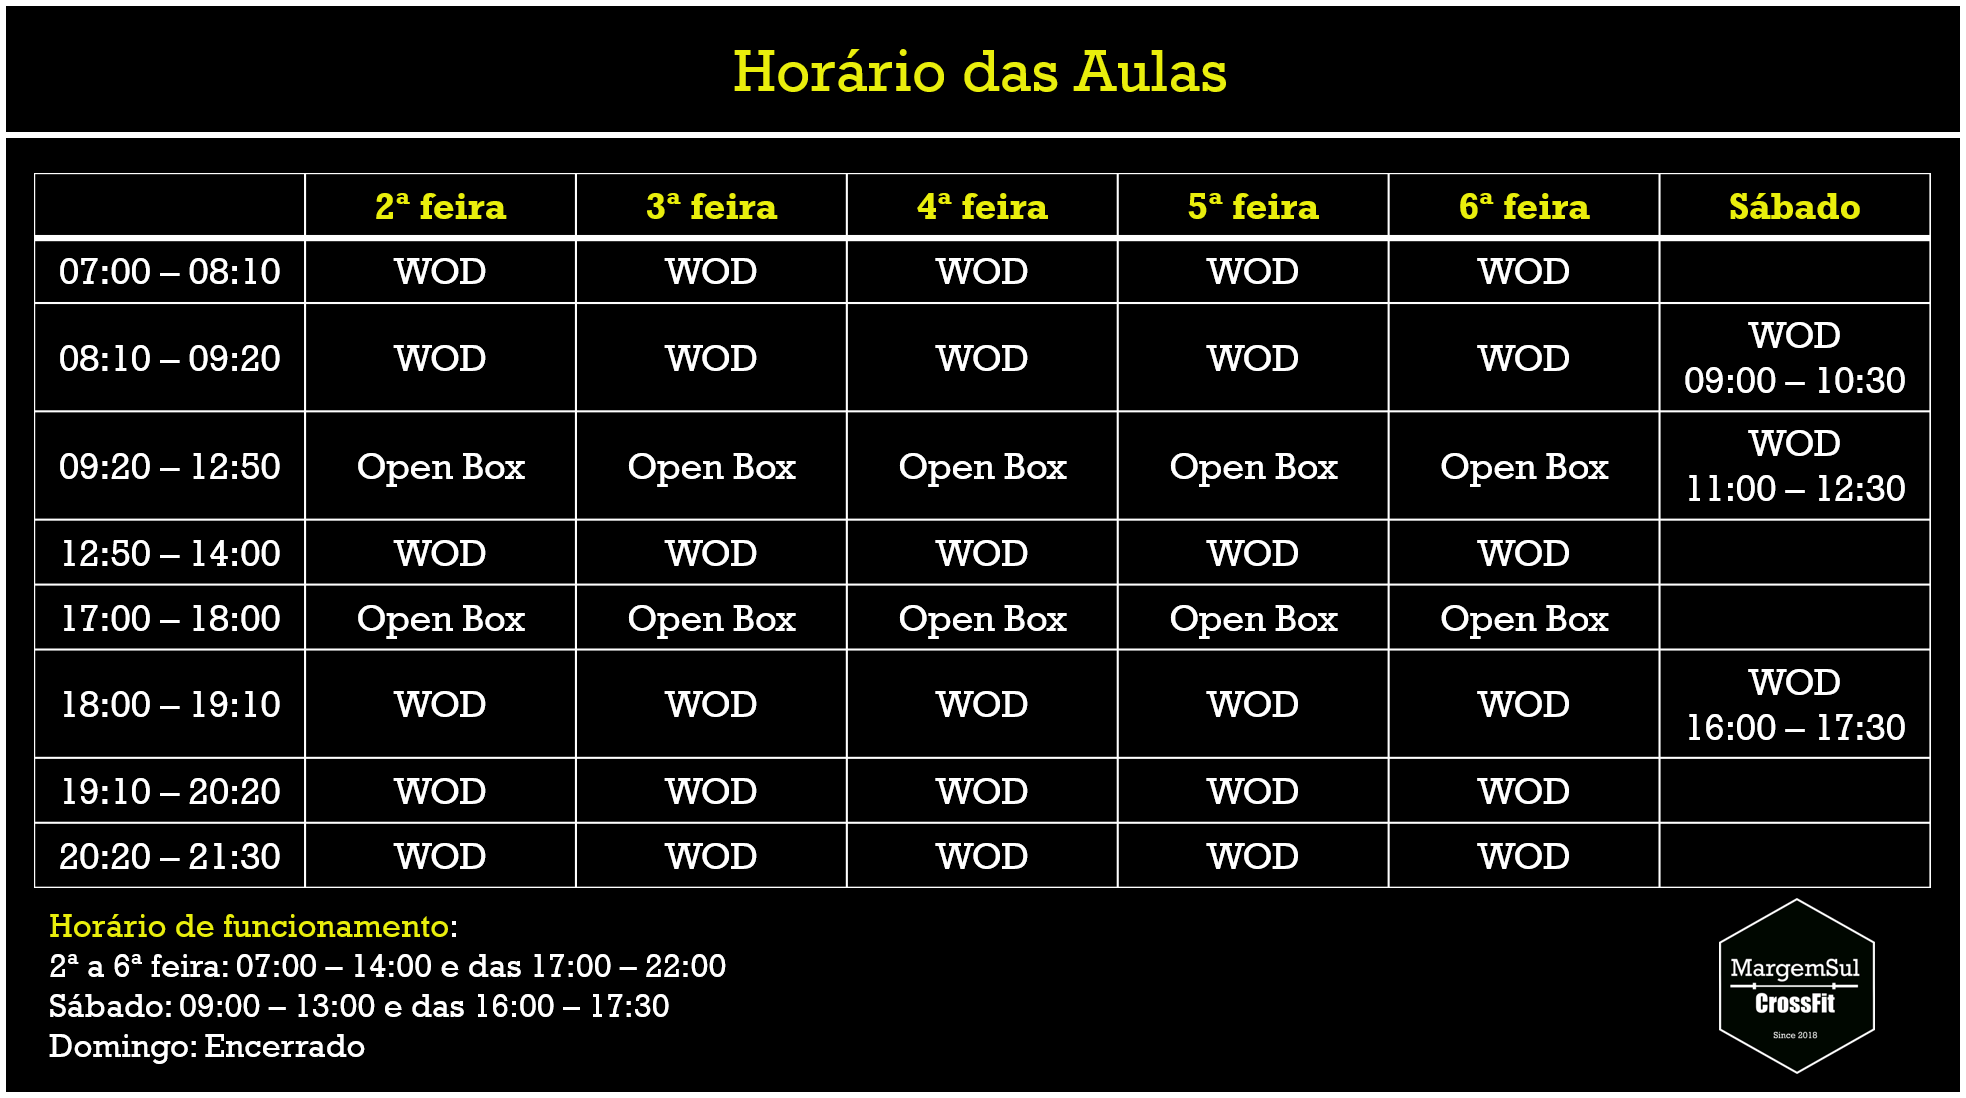 Horário das Aulas
2ª feira 3ª feira 4ª feira 5ª feira 6ª feira Sábado
07:00 – 08:10 WOD WOD WOD WOD WOD
08:10 – 09:20 WOD WOD WOD WOD WOD WOD
09:00 – 10:30
09:20 – 12:50 Open Box Open Box Open Box Open Box Open Box WOD
11:00 – 12:30
12:50 – 14:00 WOD WOD WOD WOD WOD
17:00 – 18:00 Open Box Open Box Open Box Open Box Open Box
18:00 – 19:10 WOD WOD WOD WOD WOD WOD
16:00 – 17:30
19:10 – 20:20 WOD WOD WOD WOD WOD
20:20 – 21:30 WOD WOD WOD WOD WOD
Horário de funcionamento:
2ª a 6ª feira: 07:00 – 14:00 e das 17:00 – 22:00
Sábado: 09:00 – 13:00 e das 16:00 – 17:30
Domingo: Encerrado
MargemSul
CrossFit
Since 2018